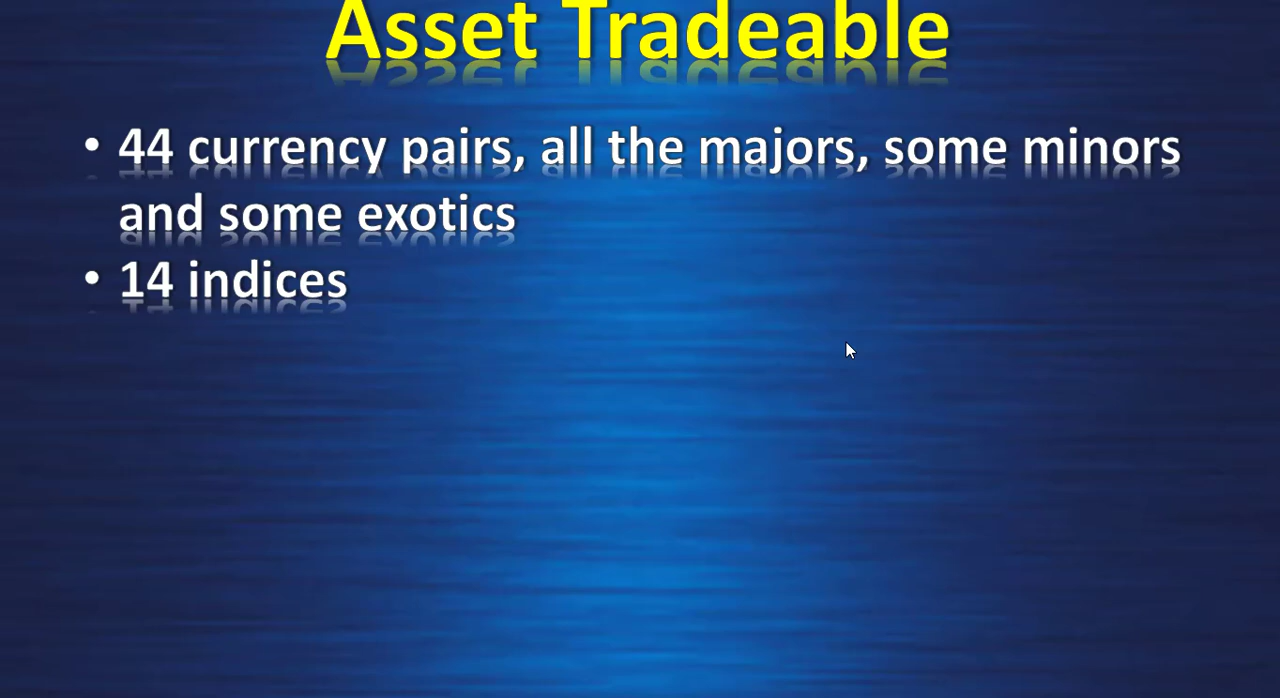 Asset Tradeable
• 44 currency pairs, all the majors, some minors
and some exotics
• 14 indices